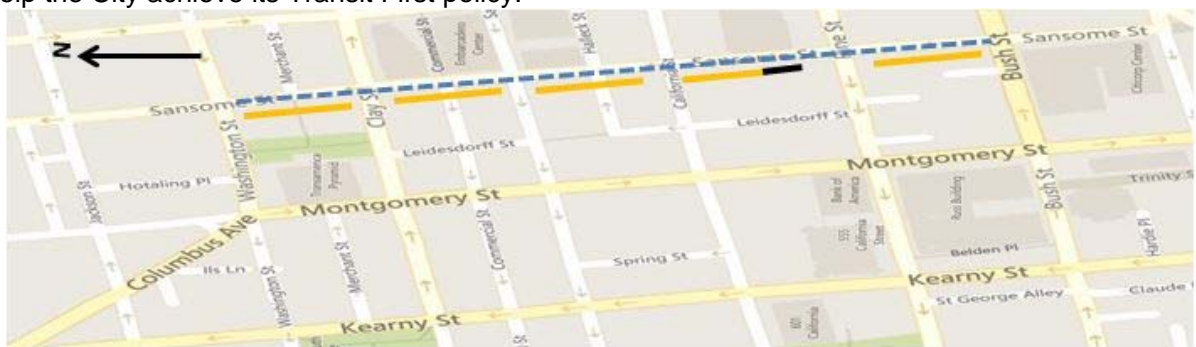 elp the City achieve its Transit First policy.
N
Merchant St
Commercial St
Embarcadero
Center
Halleck St
Sansome St
Bush St
Citicorp Center
Sansome St
Clay St
California St
Pine St
Leidesdorff St
Washington St
Leidesdorff St
Montgomery St
Jackson St
Hotaling Pl
Transamerica
Pyramid
Montgomery St
Bank of
America
Russ Building
Bush St
Trinity S
Columbus Ave
Commercial St
555
California
Street
Belden Pl
Hardie Pl
Ils Ln
Washington St
Merchant St
Spring St
Kearny St
St George Alley
Claude
Kearny St
St
601
California